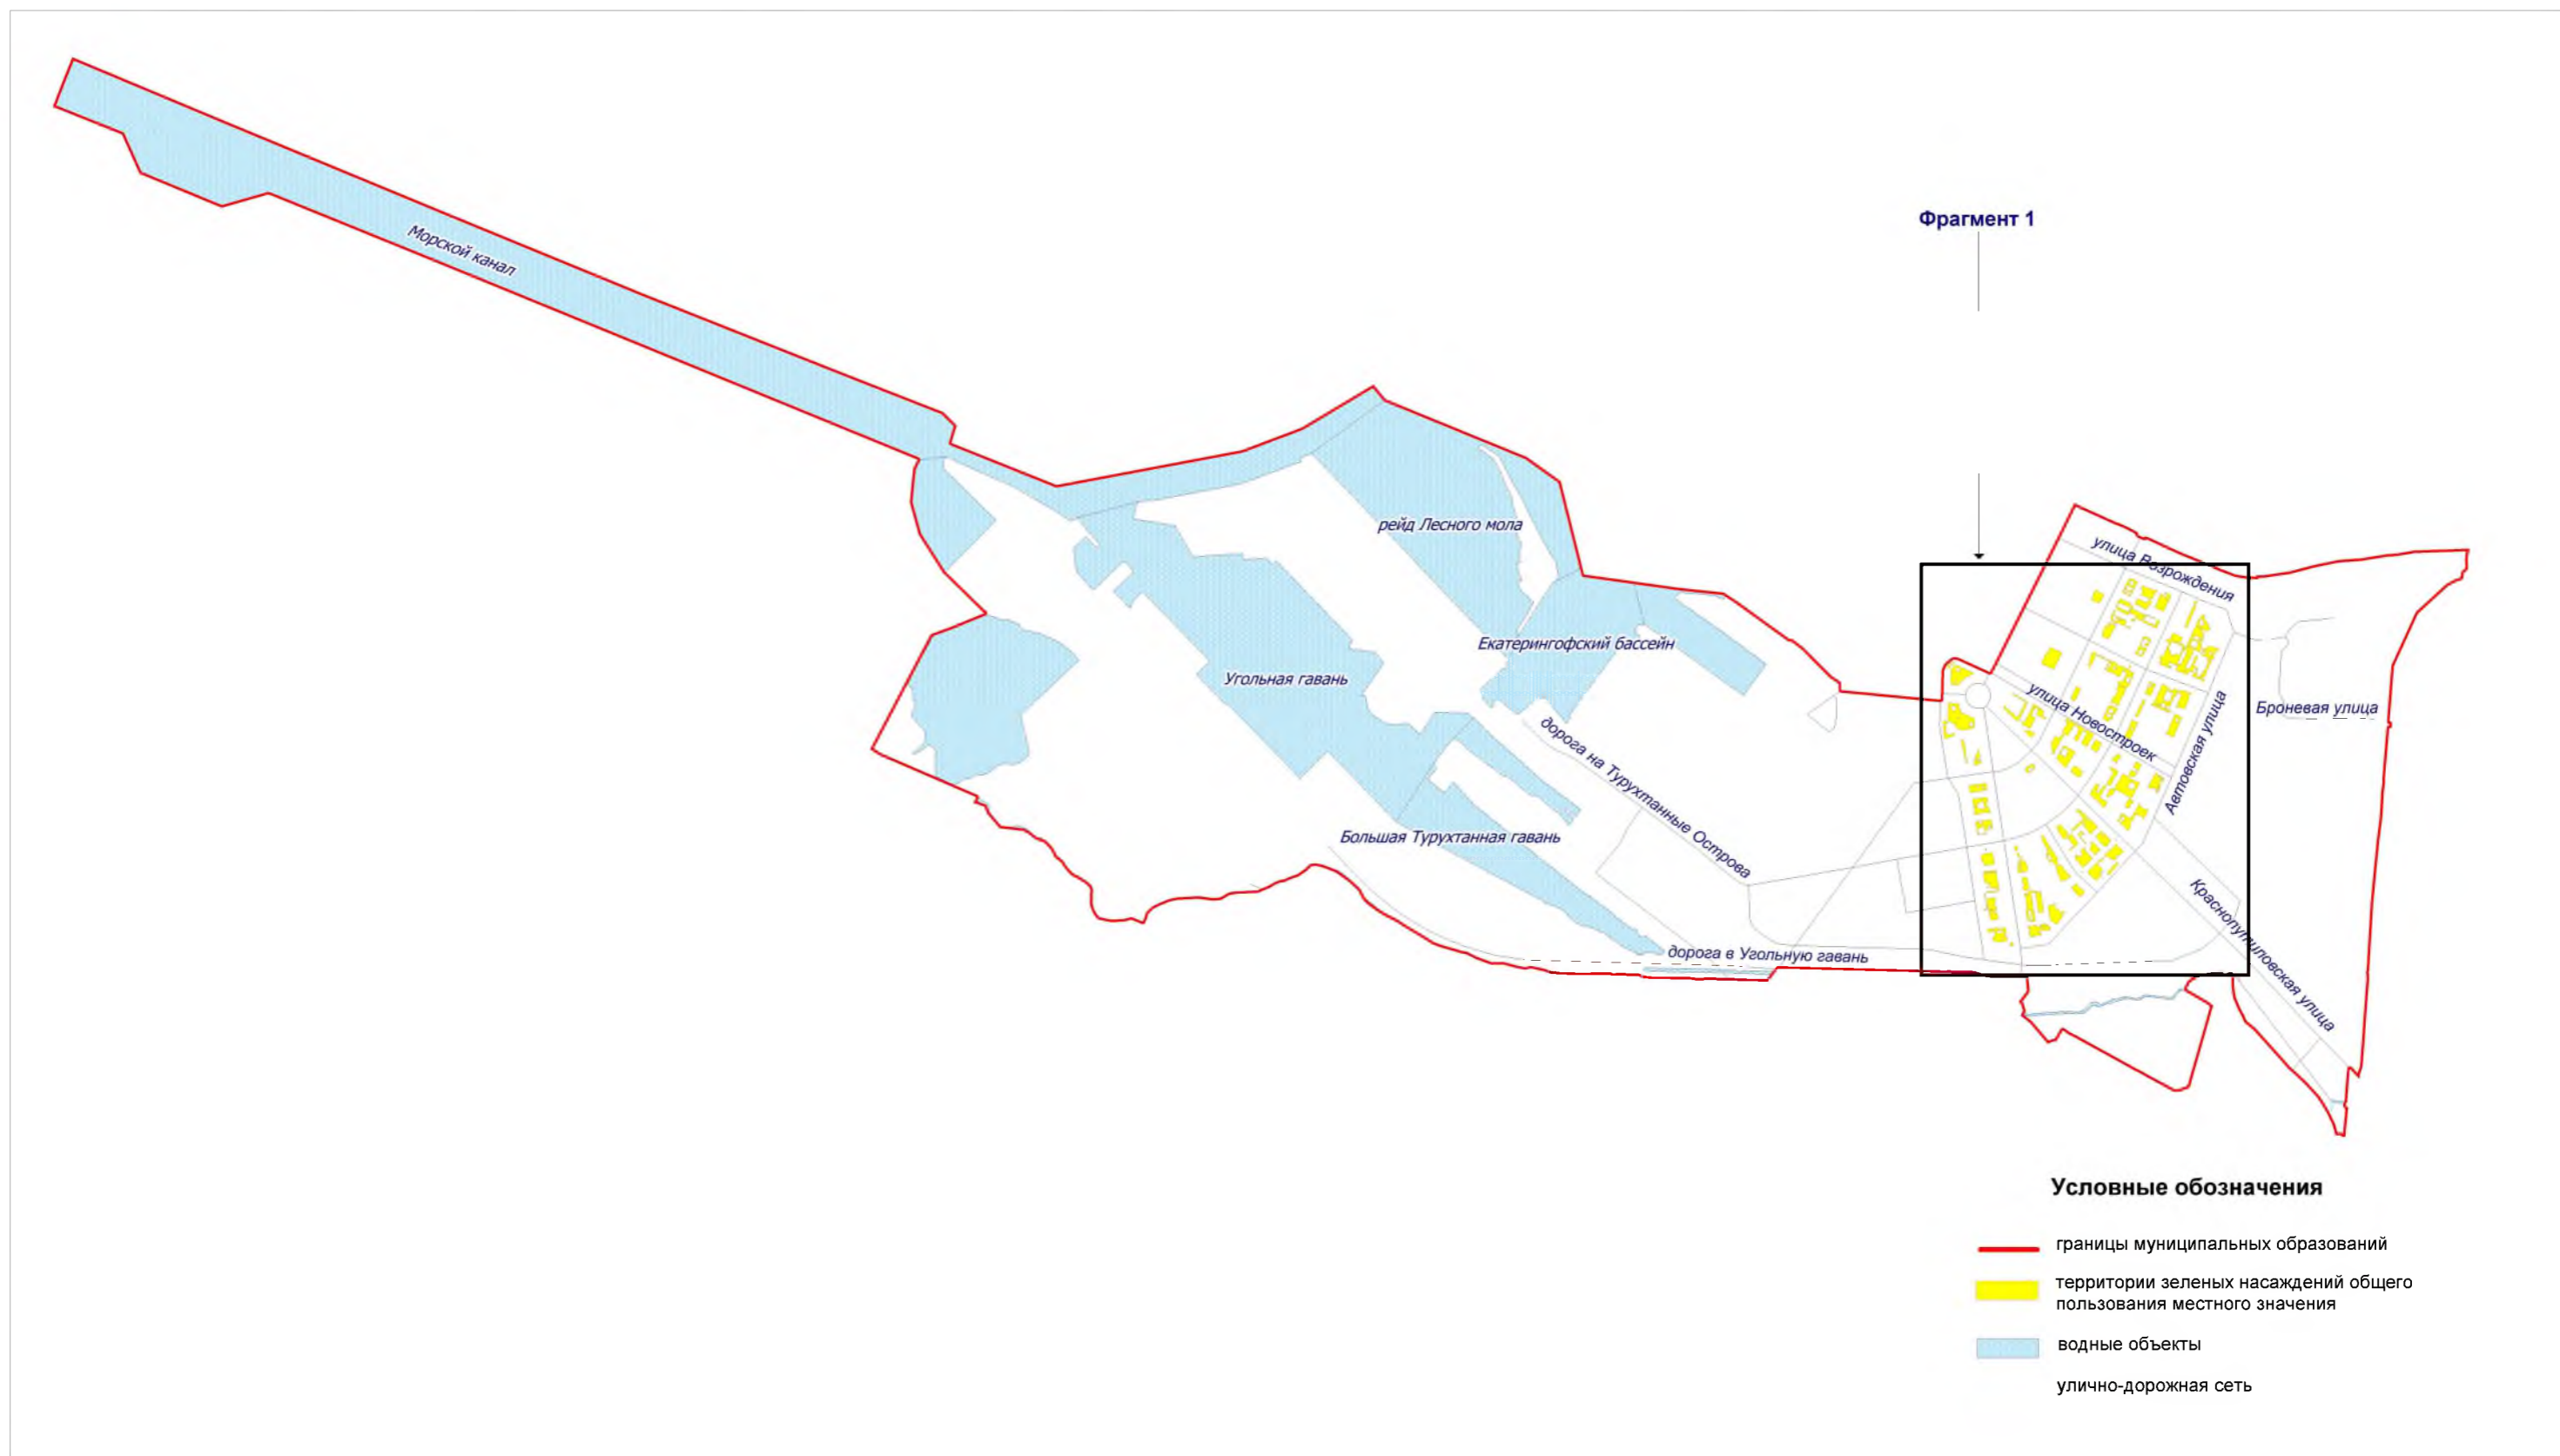 Фрагмент 1
Морской канал
рейд Лесного мола
улица Возрождения
Екатерингофский бассейн
Угольная гавань
улица Новостроек
Броневая улица
Автовская улица
дорога на Турухтанные Острова
Большая Турухтанная гавань
Краснопутиловская улица
дорога в Угольную гавань
Условные обозначения
границы муниципальных образований
территории зеленых насаждений общего
пользования местного значения
водные объекты
улично-дорожная сеть